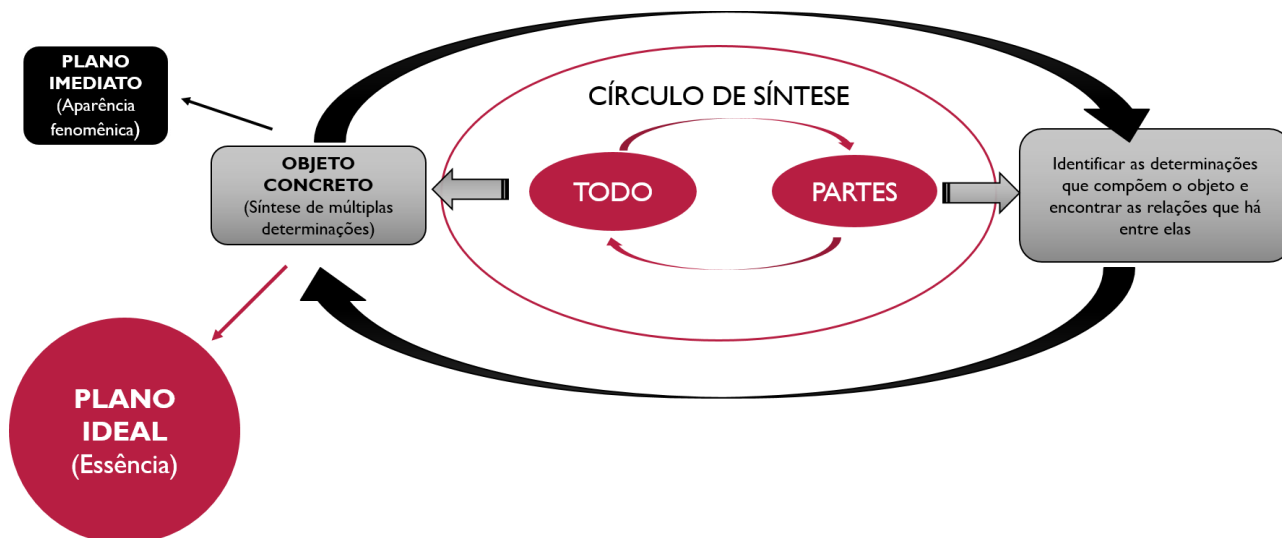 PLANO
IMEDIATO
(Aparência
fenomênica)
CÍRCULO DE SÍNTESE
OBJETO
CONCRETO
(Síntese de múltiplas
determinações)
TODO
PARTES
Identificar as determinações
que compõem o objeto e
encontrar as relações que há
entre elas
PLANO
IDEAL
(Essência)